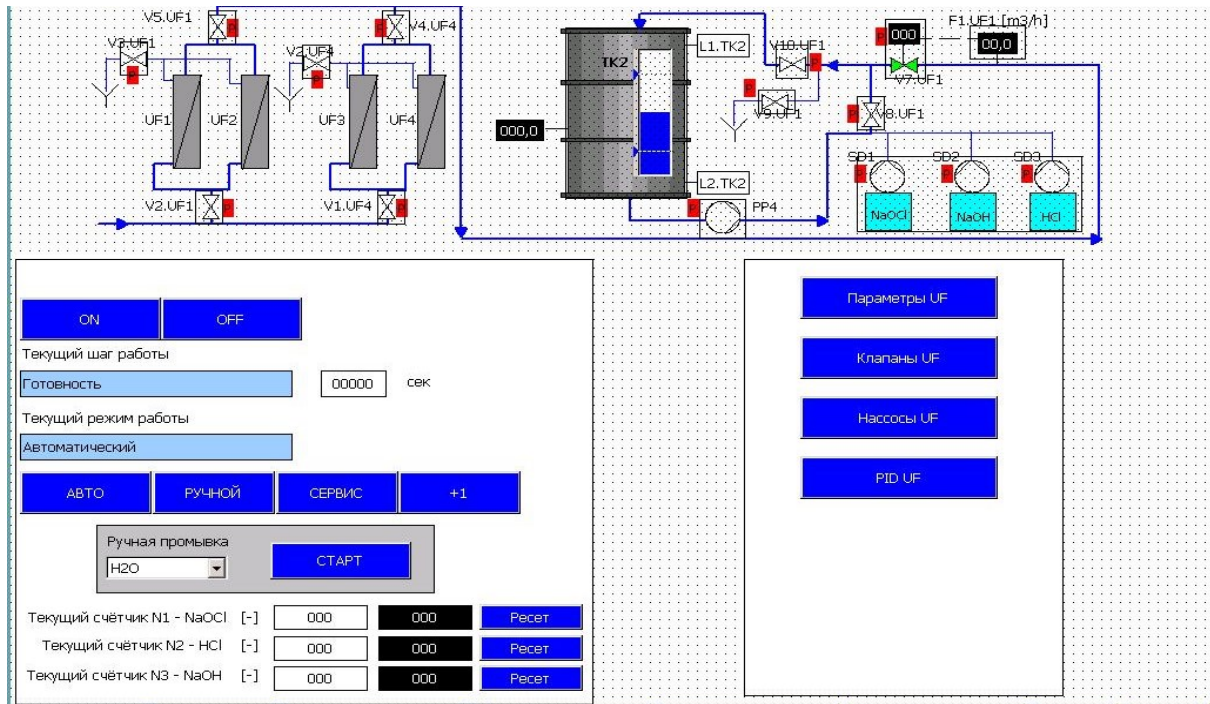 V5.UF1
V4.UF4
F1.UF1 [m3/h]
V3.UF1
V2.UF4
TK2
L1.TK2
V10.UF1
000
00,0
V7.UF1
UF1
UF2
UF3
UF4
000,0
V9.UF1
V8.UF1
SD1
SD2
SD3
V2.UF1
V1.UF4
L2.TK2
PP4
NaOCl
NaOH
HCl
P
P
P
P
P
P
P
P
P
P
P
P
P
P
ON
OFF
Текущий шаг работы
Готовность
00000
сек
Текущий режим работы
Автоматический
АВТО
РУЧНОЙ
СЕРВИС
+1
Ручная промывка
H2O
СТАРТ
Текущий счётчик N1 - NaOCl [-] 000 000 Ресет
Текущий счётчик N2 - HCl [-] 000 000 Ресет
Текущий счётчик N3 - NaOH [-] 000 000 Ресет
Параметры UF
Клапаны UF
Нассосы UF
PID UF